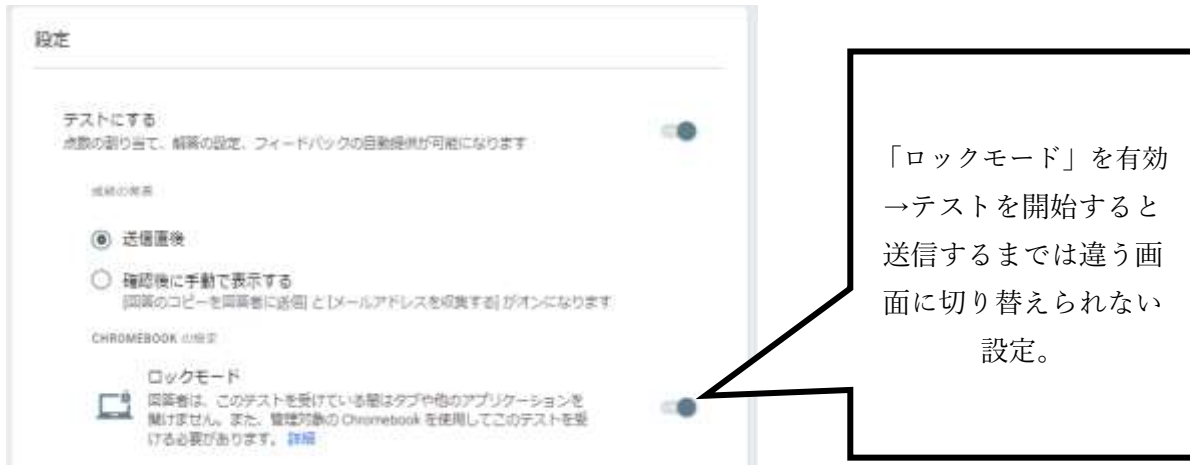 設定
テストにする
点数の割り当て、解答の設定、フィードバックの自動提供が可能になります
成績の発表
送信直後
確認後に手動で表示する
[回答のコピーを回答者に送信] と [メールアドレスを収集する] がオンになります
CHROMEBOOK の設定
ロックモード
回答者は、このテストを受けている間はタブや他のアプリケーションを
開けません。また、管理対象の Chromebook を使用してこのテストを受
ける必要があります。 詳細
「ロックモード」を有効
→テストを開始すると
送信するまでは違う画
面に切り替えられない
設定。